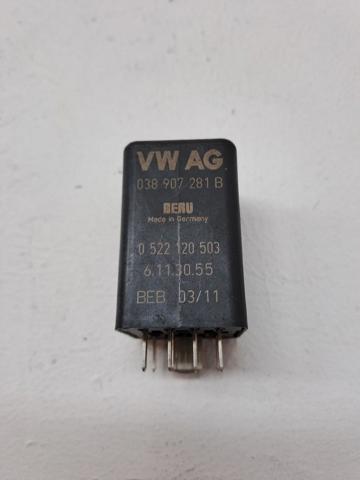 VW AG
038 907 281 B
BERU
Made in Germany
0 522 120 503
6.11.30.55
BEB 03/11